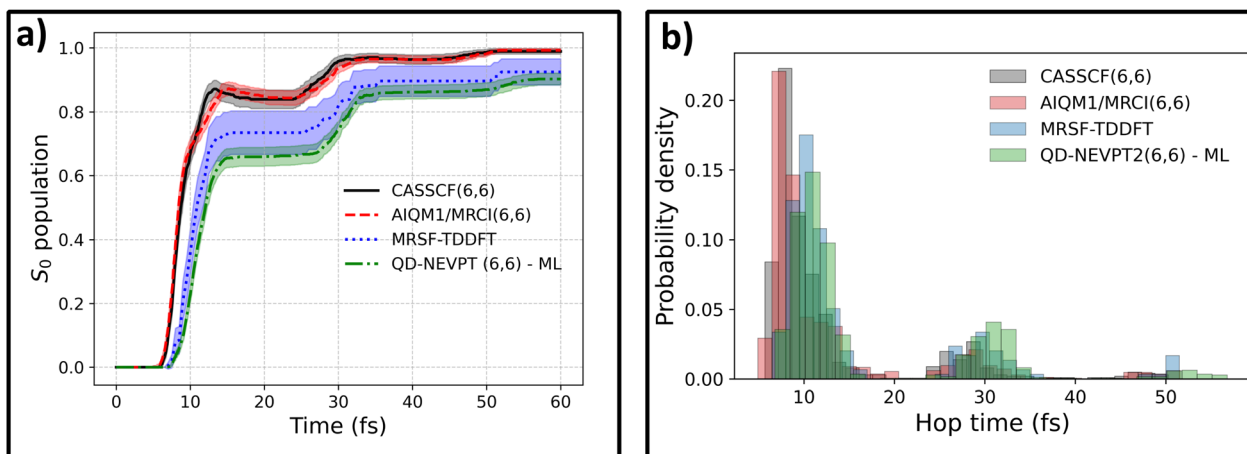 a)
1.0
0.8
0.6
0.4
0.2
0.0
S₀ population
CASSCF(6,6)
AIQM1/MRCI(6,6)
MRSF-TDDFT
QD-NEVPT (6,6) - ML
0 10 20 30 40 50 60
Time (fs)
b)
0.20
0.15
0.10
0.05
0.00
Probability density
CASSCF(6,6)
AIQM1/MRCI(6,6)
MRSF-TDDFT
QD-NEVPT2(6,6) - ML
10 20 30 40 50
Hop time (fs)